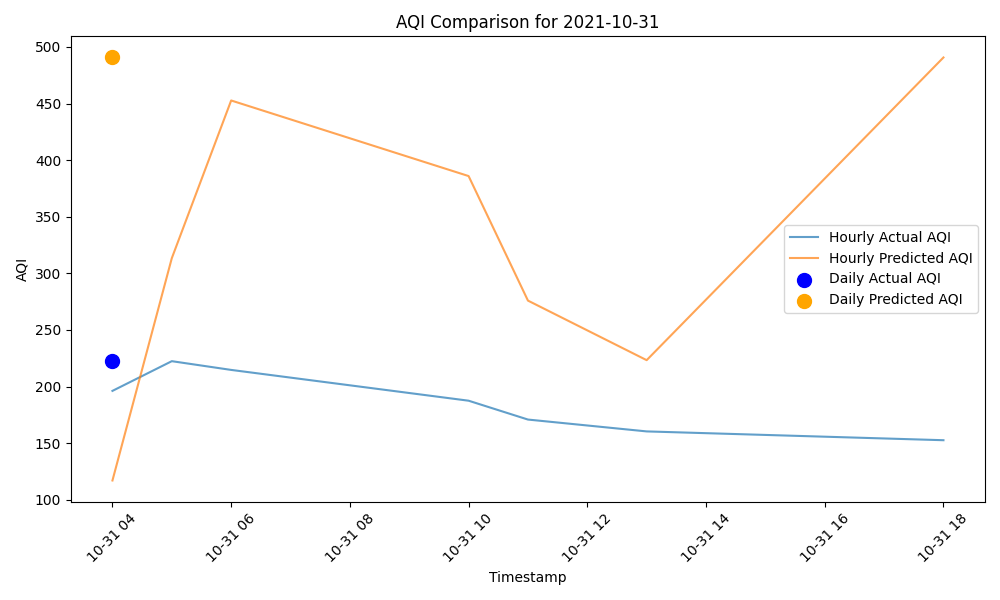 AQI Comparison for 2021-10-31
AQI
500
450
400
350
300
250
200
150
100
Hourly Actual AQI
Hourly Predicted AQI
Daily Actual AQI
Daily Predicted AQI
10-31 04
10-31 06
10-31 08
10-31 10
10-31 12
10-31 14
10-31 16
10-31 18
Timestamp